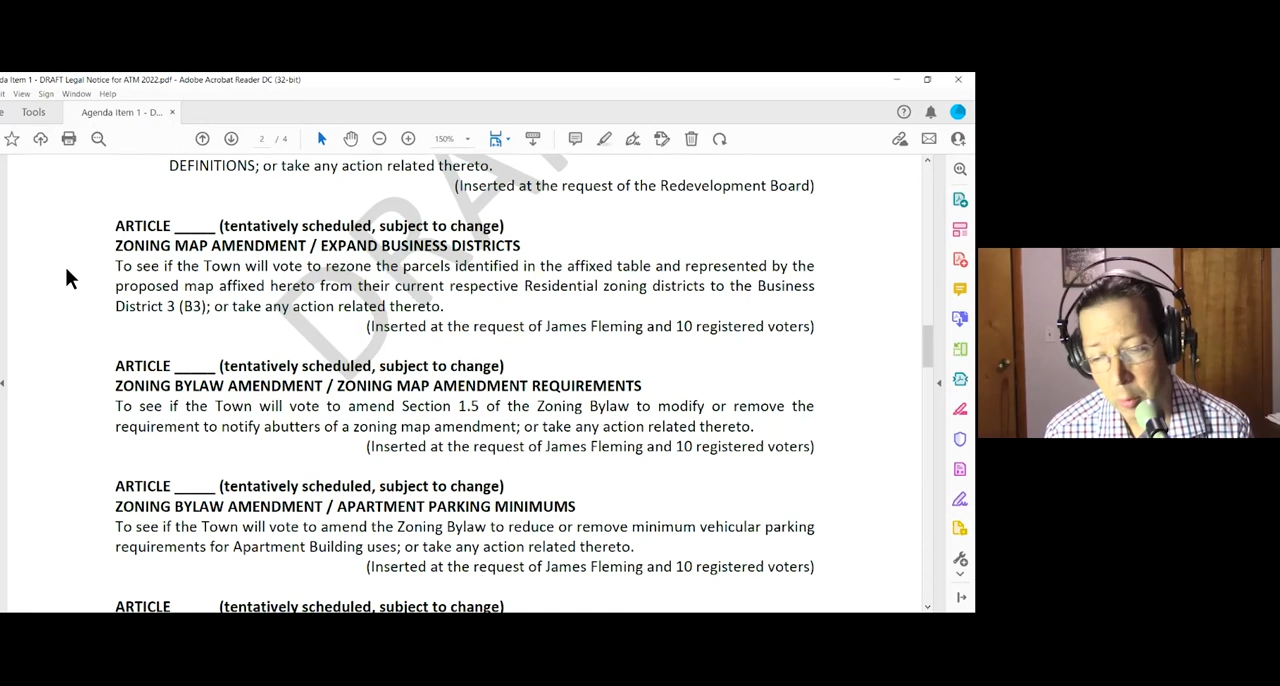 da Item 1 - DRAFT Legal Notice for ATM 2022.pdf - Adobe Acrobat Reader DC (32-bit)
it View Sign Window Help
e Tools Agenda Item 1 - D... ×
2 / 4 150%
DEFINITIONS; or take any action related thereto.
(Inserted at the request of the Redevelopment Board)
ARTICLE _____ (tentatively scheduled, subject to change)
ZONING MAP AMENDMENT / EXPAND BUSINESS DISTRICTS
To see if the Town will vote to rezone the parcels identified in the affixed table and represented by the
proposed map affixed hereto from their current respective Residential zoning districts to the Business
District 3 (B3); or take any action related thereto.
(Inserted at the request of James Fleming and 10 registered voters)
ARTICLE _____ (tentatively scheduled, subject to change)
ZONING BYLAW AMENDMENT / ZONING MAP AMENDMENT REQUIREMENTS
To see if the Town will vote to amend Section 1.5 of the Zoning Bylaw to modify or remove the
requirement to notify abutters of a zoning map amendment; or take any action related thereto.
(Inserted at the request of James Fleming and 10 registered voters)
ARTICLE _____ (tentatively scheduled, subject to change)
ZONING BYLAW AMENDMENT / APARTMENT PARKING MINIMUMS
To see if the Town will vote to amend the Zoning Bylaw to reduce or remove minimum vehicular parking
requirements for Apartment Building uses; or take any action related thereto.
(Inserted at the request of James Fleming and 10 registered voters)
ARTICLE _____ (tentatively scheduled, subject to change)
DRAF